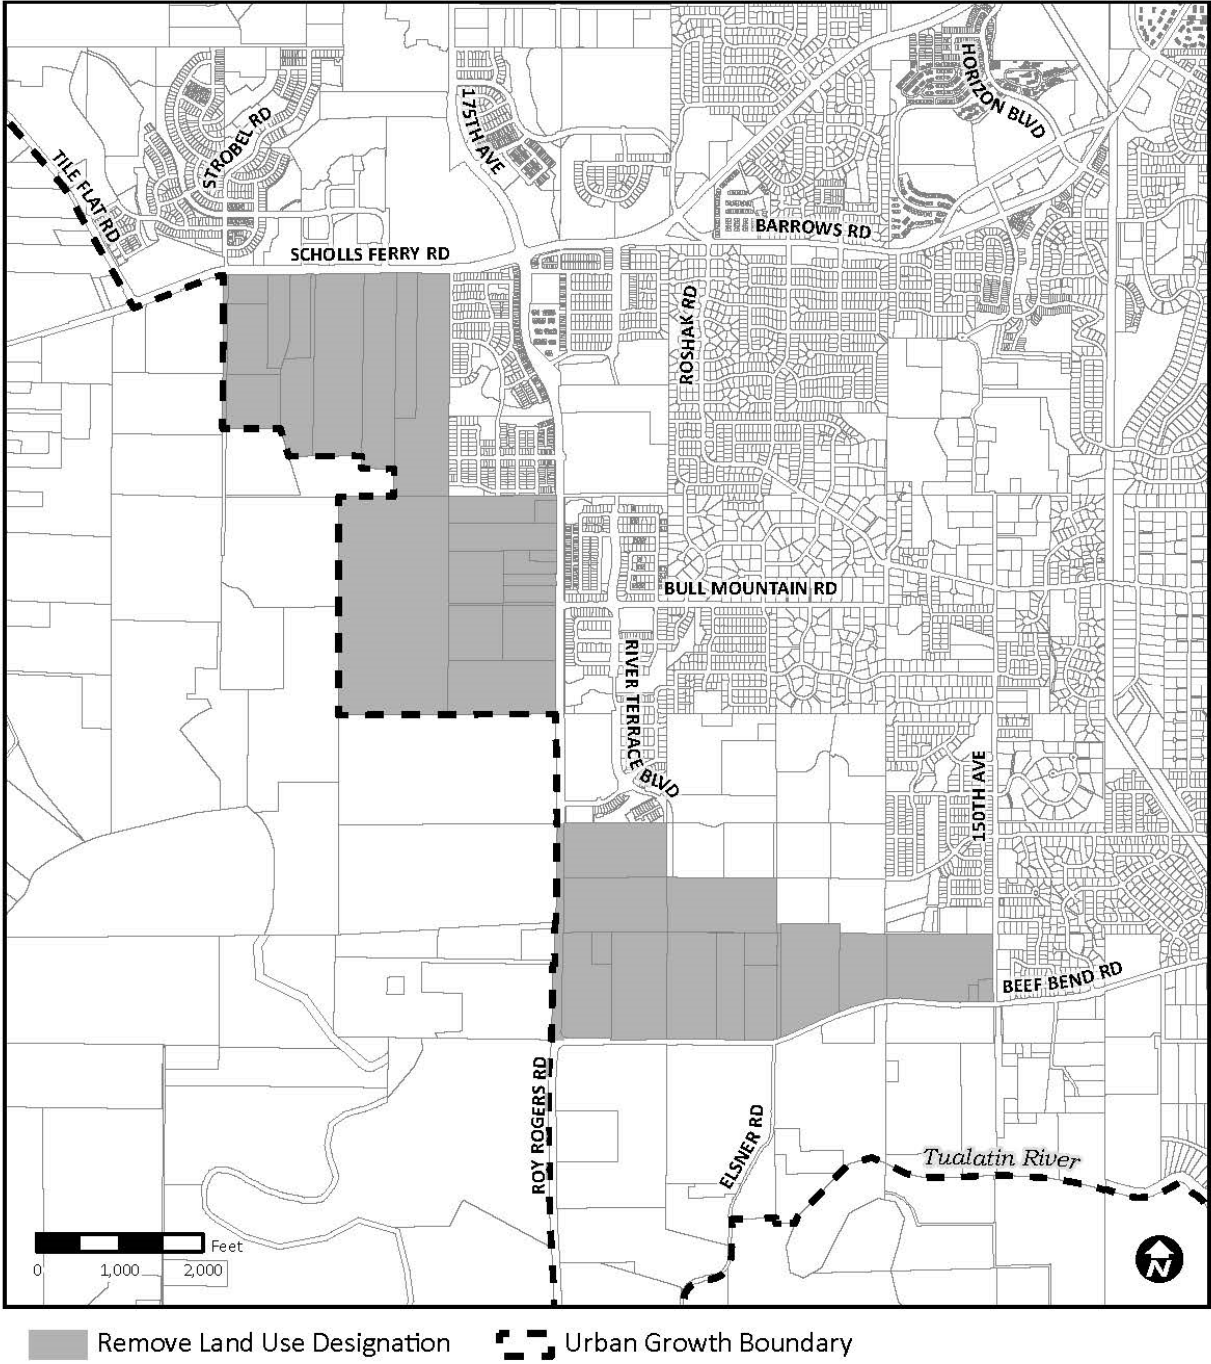 HORIZON BLVD
175TH AVE
STROBEL RD
TILE FLAT RD
BARROWS RD
SCHOLLS FERRY RD
ROSHAK RD
BULL MOUNTAIN RD
RIVER TERRACE BLVD
150TH AVE
BEEF BEND RD
ROY ROGERS RD
ELSNER RD
Tualatin River
Feet
0 1,000 2,000
N
Remove Land Use Designation
Urban Growth Boundary